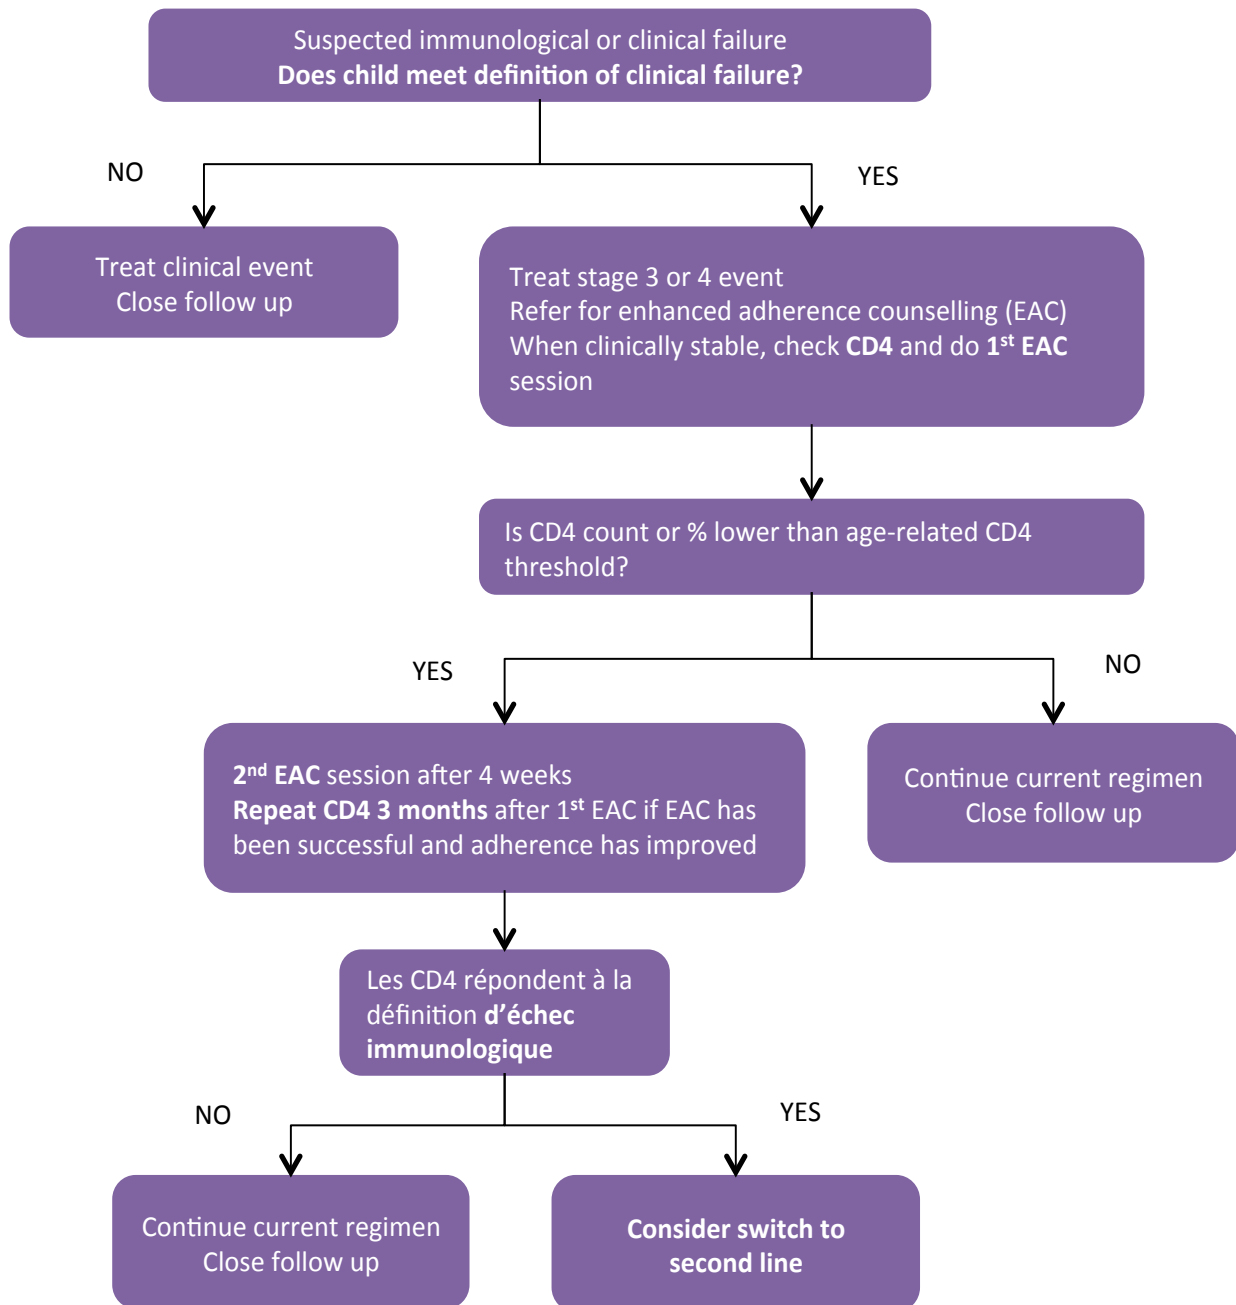 Suspected immunological or clinical failure
Does child meet definition of clinical failure?
NO
YES
Treat clinical event
Close follow up
Treat stage 3 or 4 event
Refer for enhanced adherence counselling (EAC)
When clinically stable, check CD4 and do 1st EAC
session
Is CD4 count or % lower than age-related CD4
threshold?
YES
NO
2nd EAC session after 4 weeks
Repeat CD4 3 months after 1st EAC if EAC has
been successful and adherence has improved
Continue current regimen
Close follow up
Les CD4 répondent à la
définition d’échec
immunologique
NO
YES
Continue current regimen
Close follow up
Consider switch to
second line